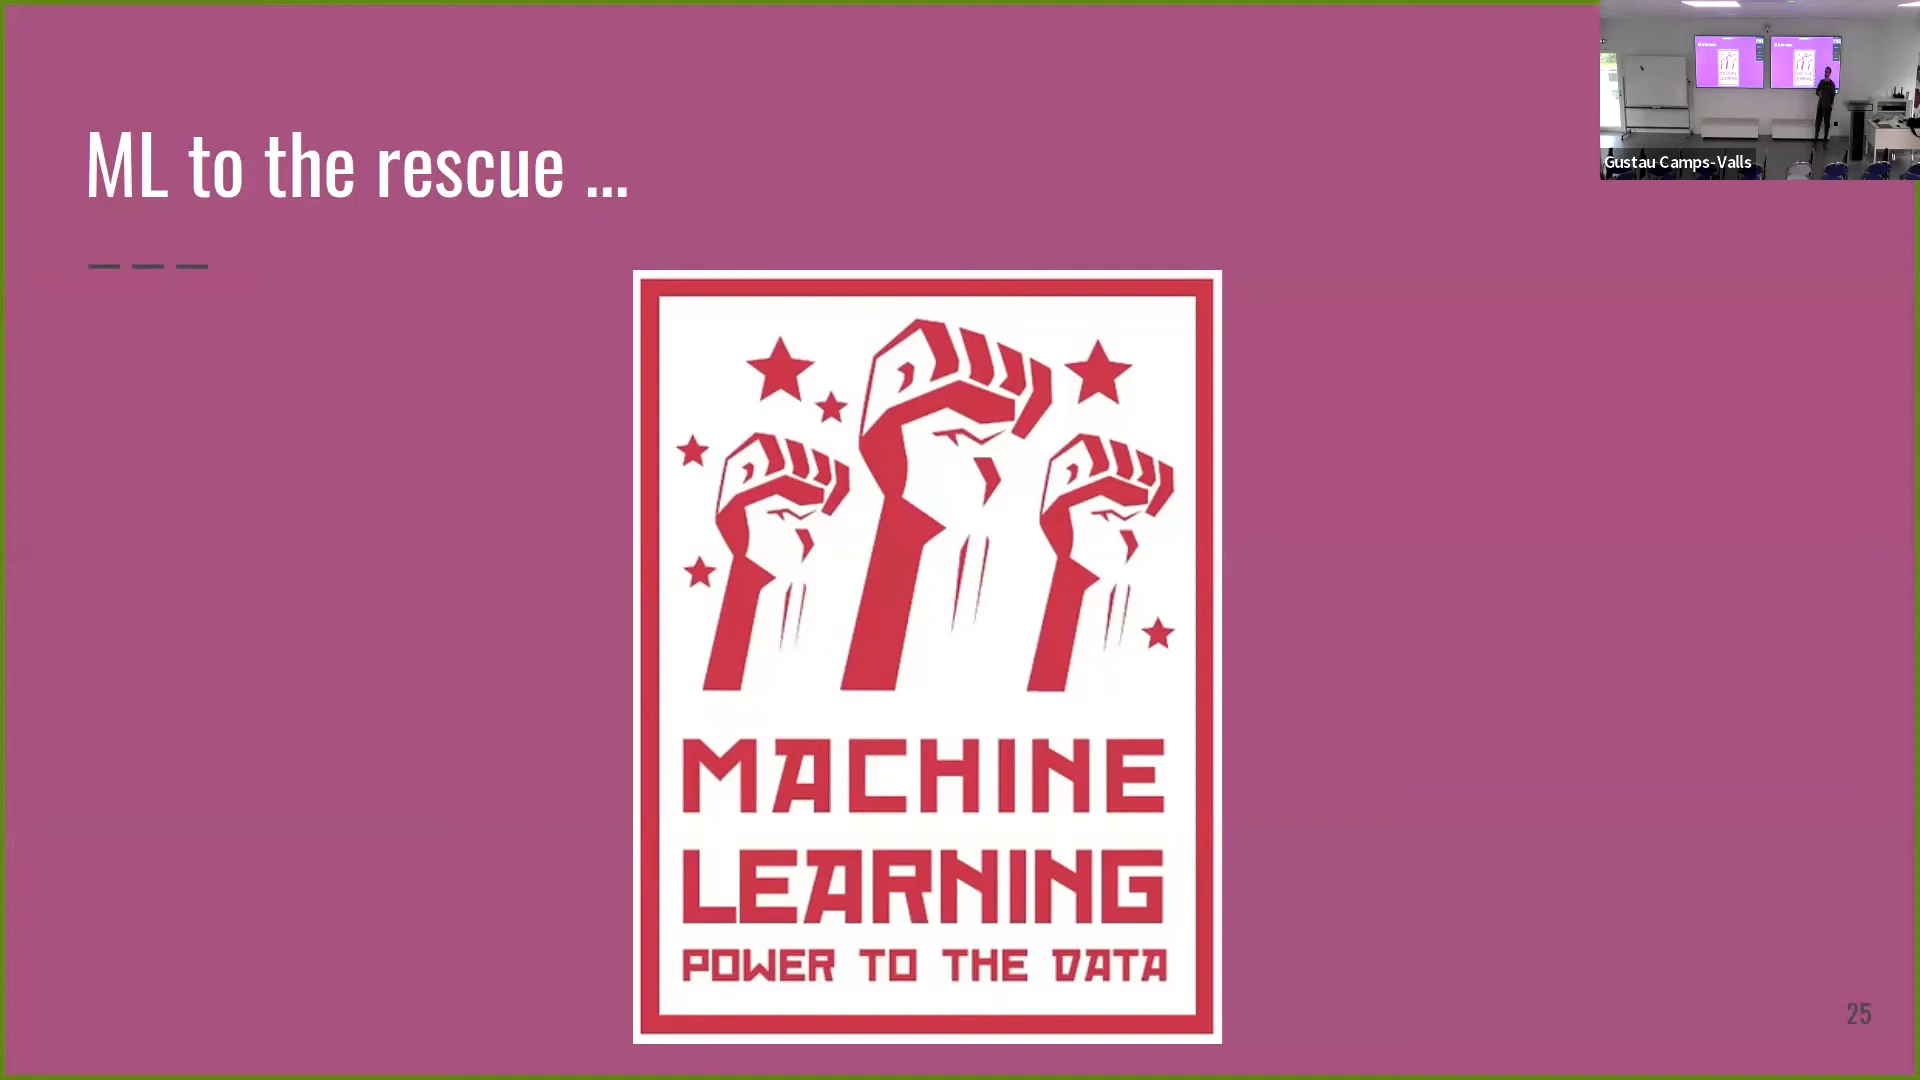 ML to the rescue ...
Gustau Camps-Valls
MACHINE
LEARNING
POWER TO THE DATA
25